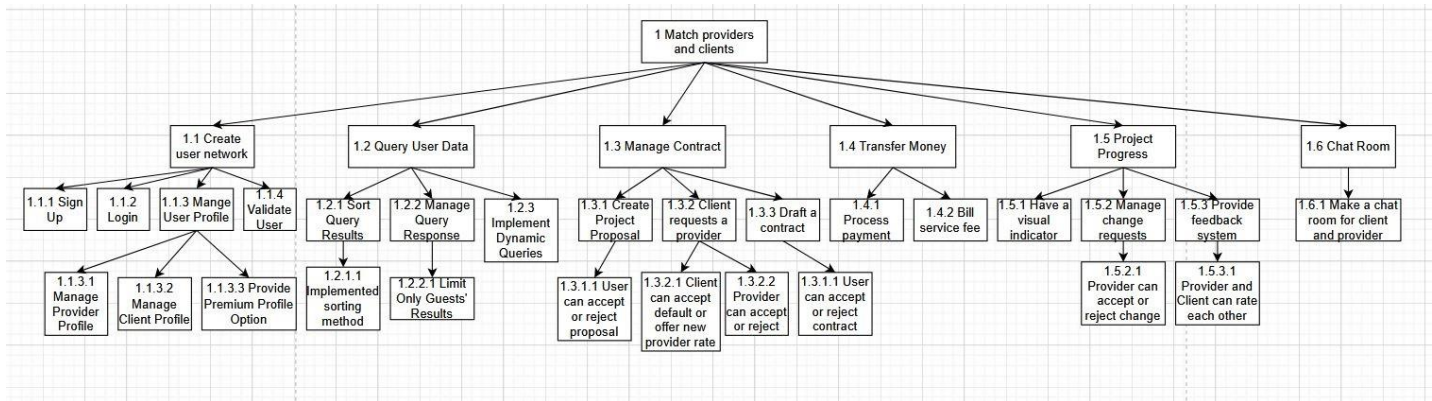 1 Match providers
and clients
1.1 Create
user network
1.2 Query User Data
1.3 Manage Contract
1.4 Transfer Money
1.5 Project
Progress
1.6 Chat Room
1.1.1 Sign
Up
1.1.2
Login
1.1.3 Mange
User Profile
1.1.4
Validate
User
1.2.1 Sort
Query
Results
1.2.2 Manage
Query
Response
1.2.3
Implement
Dynamic
Queries
1.3.1 Create
Project
Proposal
1.3.2 Client
requests a
provider
1.3.3 Draft a
contract
1.4.1
Process
payment
1.4.2 Bill
service fee
1.5.1 Have a
visual
indicator
1.5.2 Manage
change
requests
1.5.3 Provide
feedback
system
1.6.1 Make a chat
room for client
and provider
1.1.3.1
Manage
Provider
Profile
1.1.3.2
Manage
Client Profile
1.1.3.3 Provide
Premium Profile
Option
1.2.1.1
Implemented
sorting
method
1.2.2.1 Limit
Only Guests'
Results
1.3.1.1 User
can accept
or reject
proposal
1.3.2.1 Client
can accept
default or
offer new
provider rate
1.3.2.2
Provider
can accept
or reject
1.3.1.1 User
can accept
or reject
contract
1.5.2.1
Provider can
accept or
reject change
1.5.3.1
Provider and
Client can rate
each other